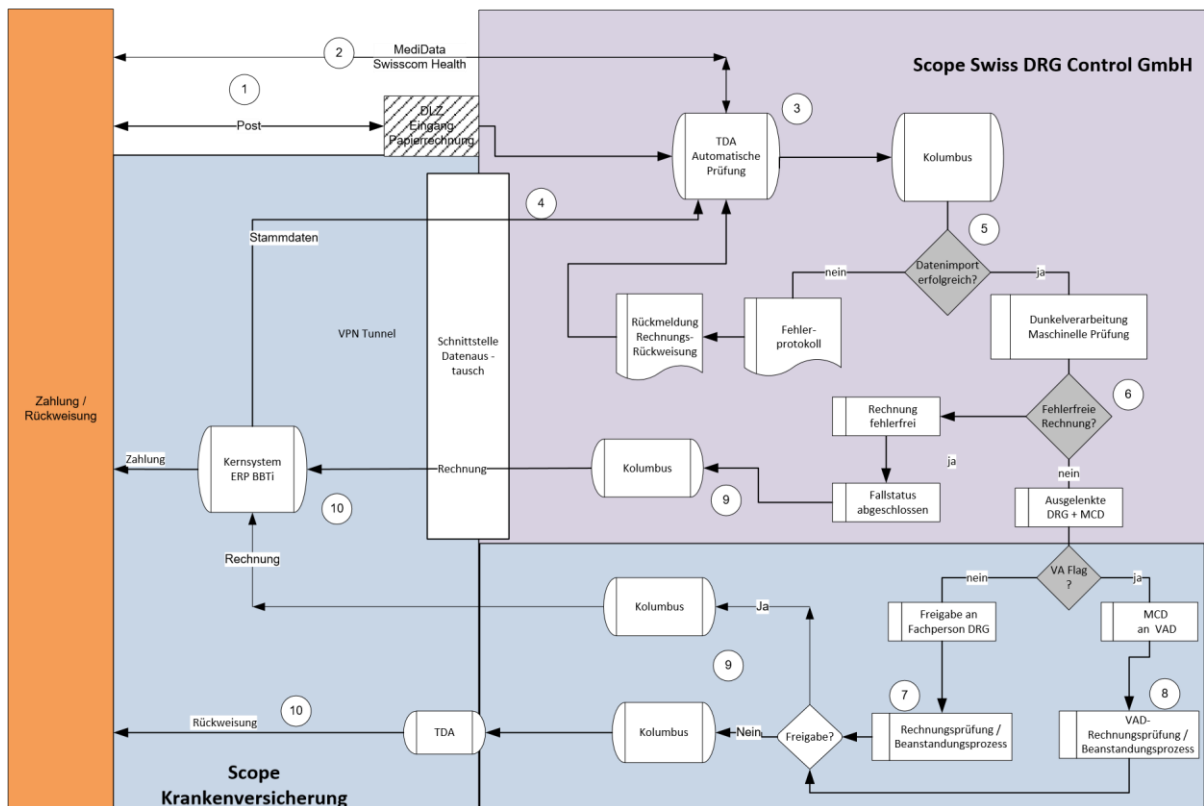 2
MediData
Swisscom Health
Scope Swiss DRG Control GmbH
1
Post
DLZ
Eingang
Papierrechnung
3
TDA
Automatische
Prüfung
Kolumbus
4
Stammdaten
5
Datenimport
erfolgreich?
nein
ja
Rückmeldung
Rechnungs-
Rückweisung
Fehler-
protokoll
Dunkelverarbeitung
Maschinelle Prüfung
VPN Tunnel
Schnittstelle
Datenaus -
tausch
Zahlung /
Rückweisung
6
Fehlerfreie
Rechnung?
Rechnung
fehlerfrei
ja
nein
Zahlung
Kernsystem
ERP BBTi
Rechnung
Kolumbus
9
10
Fallstatus
abgeschlossen
Ausgelenkte
DRG + MCD
Rechnung
VA Flag
?
nein
ja
Kolumbus
Ja
Freigabe an
Fachperson DRG
MCD
an VAD
9
7
8
10
Rückweisung
TDA
Kolumbus
Nein
Freigabe?
Rechnungsprüfung /
Beanstandungsprozess
VAD-
Rechnungsprüfung /
Beanstandungsprozess
Scope
Krankenversicherung